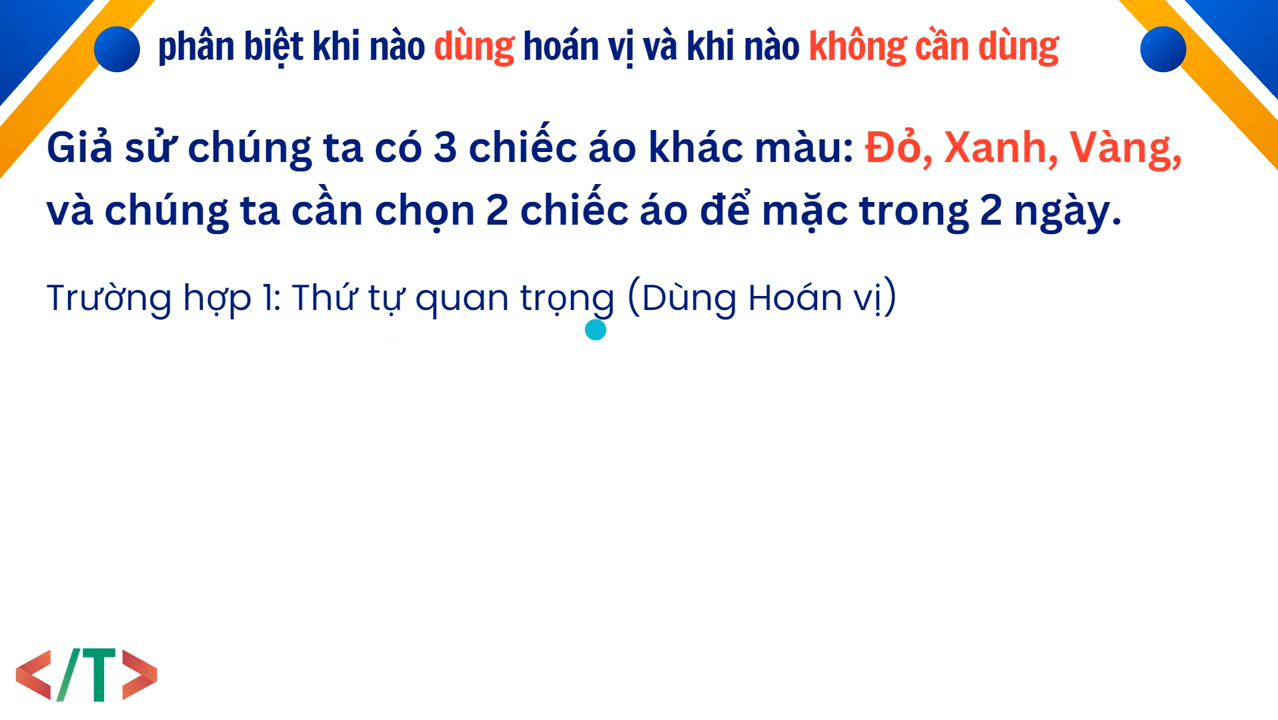 phân biệt khi nào dùng hoán vị và khi nào không cần dùng
Giả sử chúng ta có 3 chiếc áo khác màu: Đỏ, Xanh, Vàng,
và chúng ta cần chọn 2 chiếc áo để mặc trong 2 ngày.
Trường hợp 1: Thứ tự quan trọng (Dùng Hoán vị)
</T>